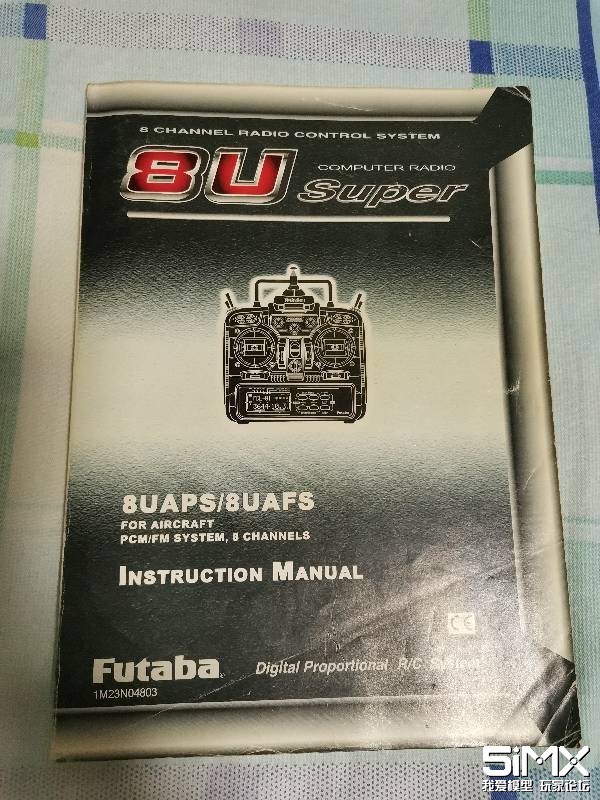 8 CHANNEL RADIO CONTROL SYSTEM
8U
COMPUTER RADIO
Super
Futaba
8UAPS/8UAFS
FOR AIRCRAFT
PCM/FM SYSTEM, 8 CHANNELS
INSTRUCTION MANUAL
CE
Futaba®
Digital Proportional R/C System
1M23N04803
5iMX
我爱模型 玩家论坛